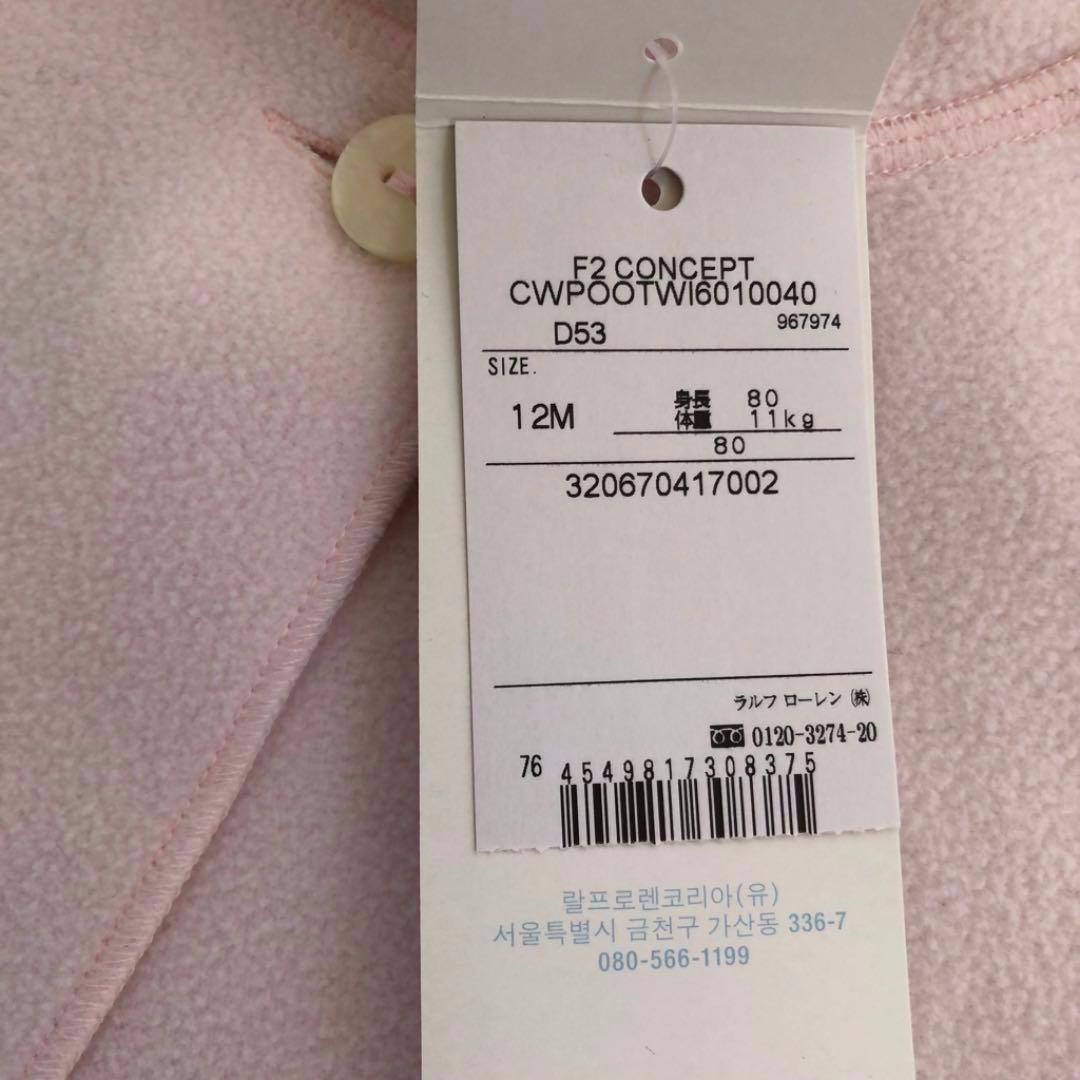 F2 CONCEPT
CWPOOTWI6010040
D53 967974
SIZE.
12M
身長 80
体重 11kg
80
320670417002
ラルフ ローレン (株)
0120-3274-20
76 4549817308375
랄프로렌코리아(유)
서울특별시 금천구 가산동 336-7
080-566-1199